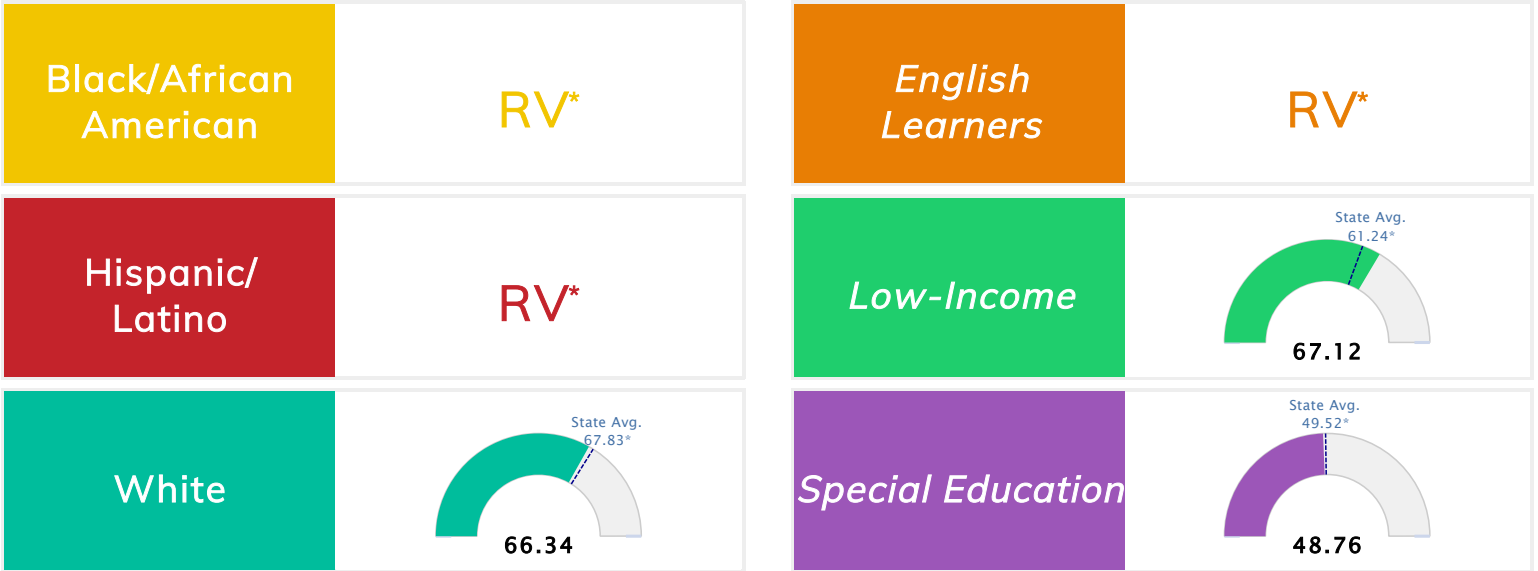 Black/African
American
RV*
English
Learners
RV*
Hispanic/
Latino
RV*
Low-Income
State Avg.
61.24*
67.12
White
State Avg.
67.83*
66.34
Special Education
State Avg.
49.52*
48.76